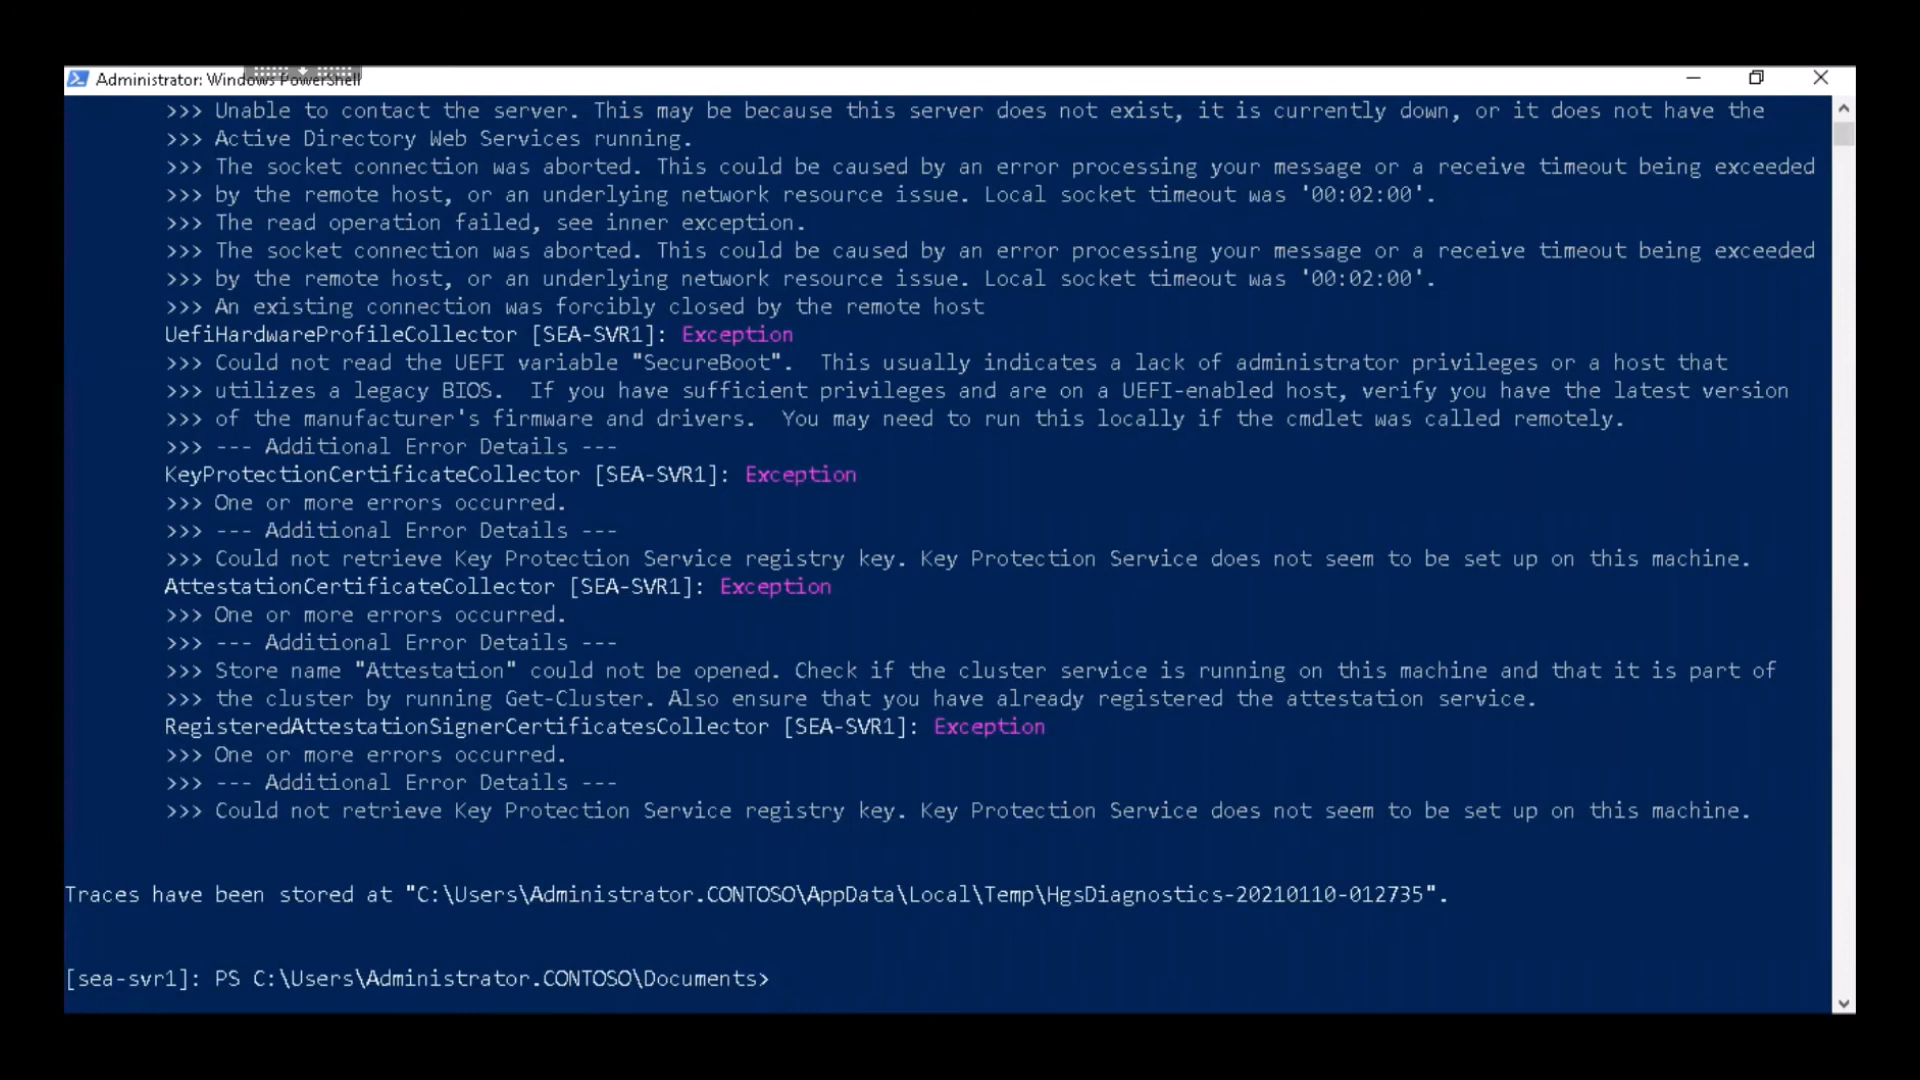 Administrator: Windows PowerShell
>>> Unable to contact the server. This may be because this server does not exist, it is currently down, or it does not have the
>>> Active Directory Web Services running.
>>> The socket connection was aborted. This could be caused by an error processing your message or a receive timeout being exceeded
>>> by the remote host, or an underlying network resource issue. Local socket timeout was '00:02:00'.
>>> The read operation failed, see inner exception.
>>> The socket connection was aborted. This could be caused by an error processing your message or a receive timeout being exceeded
>>> by the remote host, or an underlying network resource issue. Local socket timeout was '00:02:00'.
>>> An existing connection was forcibly closed by the remote host
UefiHardwareProfileCollector [SEA-SVR1]: Exception
>>> Could not read the UEFI variable "SecureBoot".  This usually indicates a lack of administrator privileges or a host that
>>> utilizes a legacy BIOS.  If you have sufficient privileges and are on a UEFI-enabled host, verify you have the latest version
>>> of the manufacturer's firmware and drivers.  You may need to run this locally if the cmdlet was called remotely.
>>> --- Additional Error Details ---
KeyProtectionCertificateCollector [SEA-SVR1]: Exception
>>> One or more errors occurred.
>>> --- Additional Error Details ---
>>> Could not retrieve Key Protection Service registry key. Key Protection Service does not seem to be set up on this machine.
AttestationCertificateCollector [SEA-SVR1]: Exception
>>> One or more errors occurred.
>>> --- Additional Error Details ---
>>> Store name "Attestation" could not be opened. Check if the cluster service is running on this machine and that it is part of
>>> the cluster by running Get-Cluster. Also ensure that you have already registered the attestation service.
RegisteredAttestationSignerCertificatesCollector [SEA-SVR1]: Exception
>>> One or more errors occurred.
>>> --- Additional Error Details ---
>>> Could not retrieve Key Protection Service registry key. Key Protection Service does not seem to be set up on this machine.
Traces have been stored at "C:\Users\Administrator.CONTOSO\AppData\Local\Temp\HgsDiagnostics-20210110-012735".
[sea-svr1]: PS C:\Users\Administrator.CONTOSO\Documents>